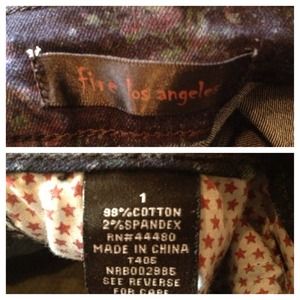 fire los angeles
1
98% COTTON
2% SPANDEX
RN#44480
MADE IN CHINA
T405
NRB002985
SEE REVERSE
FOR CARE